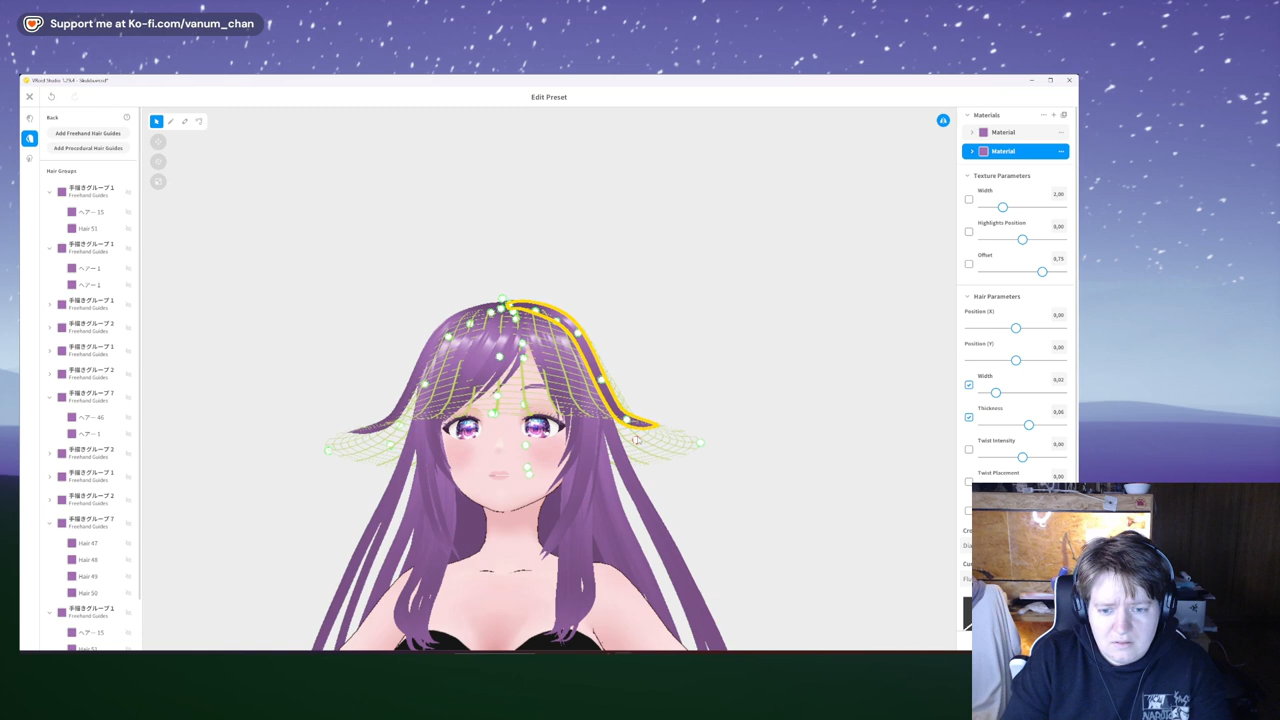 Support me at Ko-fi.com/vanum_chan
Edit Preset
Back
Add Freehand Hair Guides
Add Procedural Hair Guides
Hair Groups
手描きグループ 1
Freehand Guides
ヘアー 15
Hair 51
手描きグループ 1
Freehand Guides
ヘアー 1
ヘアー 1
手描きグループ 1
Freehand Guides
手描きグループ 2
Freehand Guides
手描きグループ 1
Freehand Guides
手描きグループ 2
Freehand Guides
手描きグループ 7
Freehand Guides
ヘアー 46
ヘアー 1
手描きグループ 2
Freehand Guides
手描きグループ 1
Freehand Guides
手描きグループ 2
Freehand Guides
手描きグループ 7
Freehand Guides
Hair 47
Hair 48
Hair 49
Hair 50
手描きグループ 1
Freehand Guides
ヘアー 15
Materials
Material
Material
Texture Parameters
Width 2,00
Highlights Position 0,00
Offset 0,75
Hair Parameters
Position (X) 0,00
Position (Y) 0,00
Width 0,02
Thickness 0,06
Twist Intensity 0,00
Twist Placement 0,00